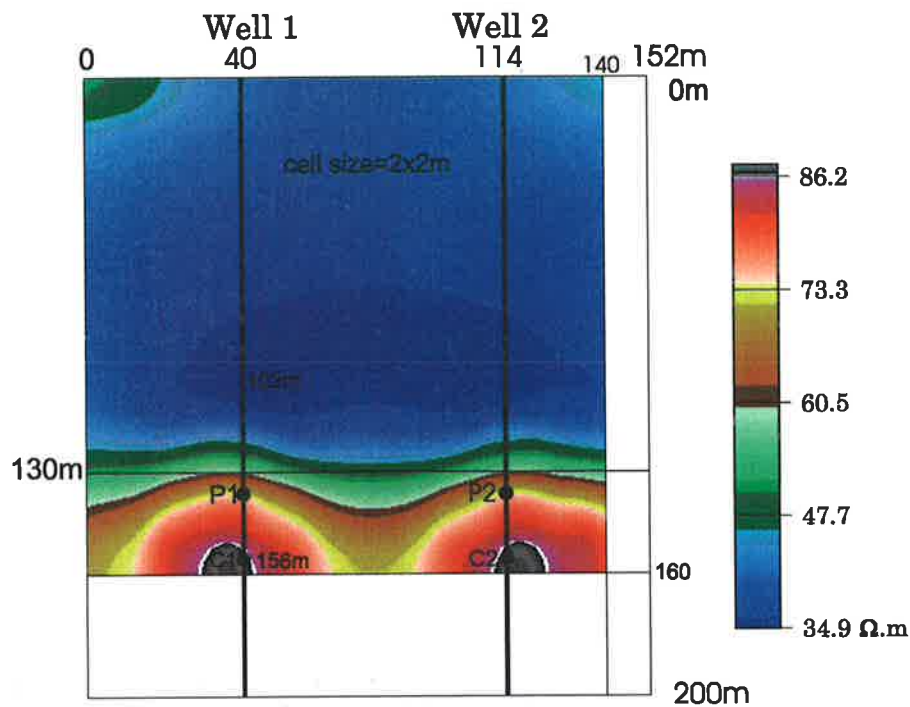 Well 1 Well 2
0 40 114 140 152m
0m
cell size=2x2m
86.2
73.3
60.5
47.7
34.9 Ω.m
130m
P1 P2
C1 156m C2
160
200m